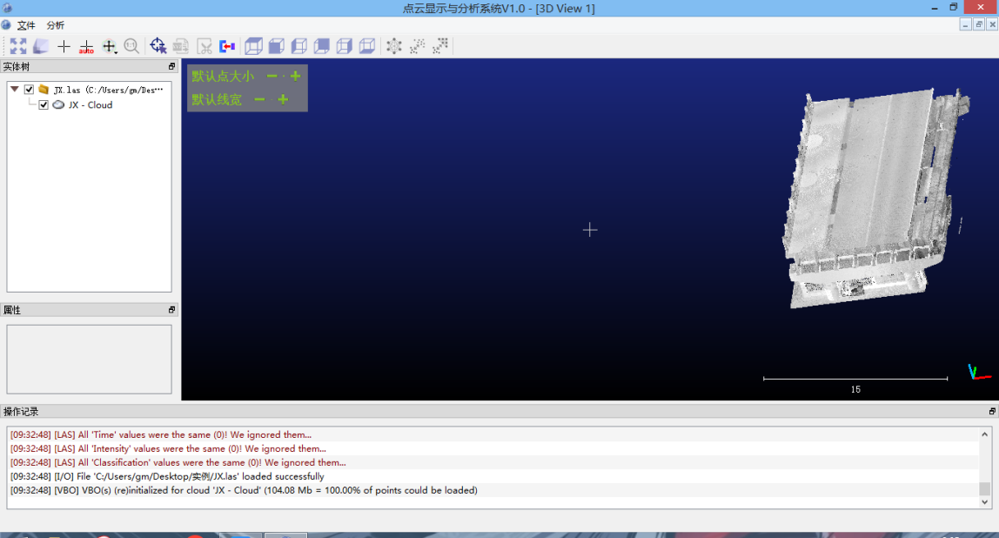 点云显示与分析系统V1.0 - [3D View 1]
文件 分析
auto
1:1
实体树
JX.las (C:/Users/gm/Des...
JX - Cloud
默认点大小
默认线宽
15
属性
操作记录
[09:32:48] [LAS] All 'Time' values were the same (0)! We ignored them...
[09:32:48] [LAS] All 'Intensity' values were the same (0)! We ignored them...
[09:32:48] [LAS] All 'Classification' values were the same (0)! We ignored them...
[09:32:48] [I/O] File 'C:/Users/gm/Desktop/实例/JX.las' loaded successfully
[09:32:48] [VBO] VBO(s) (re)initialized for cloud 'JX - Cloud' (104.08 Mb = 100.00% of points could be loaded)